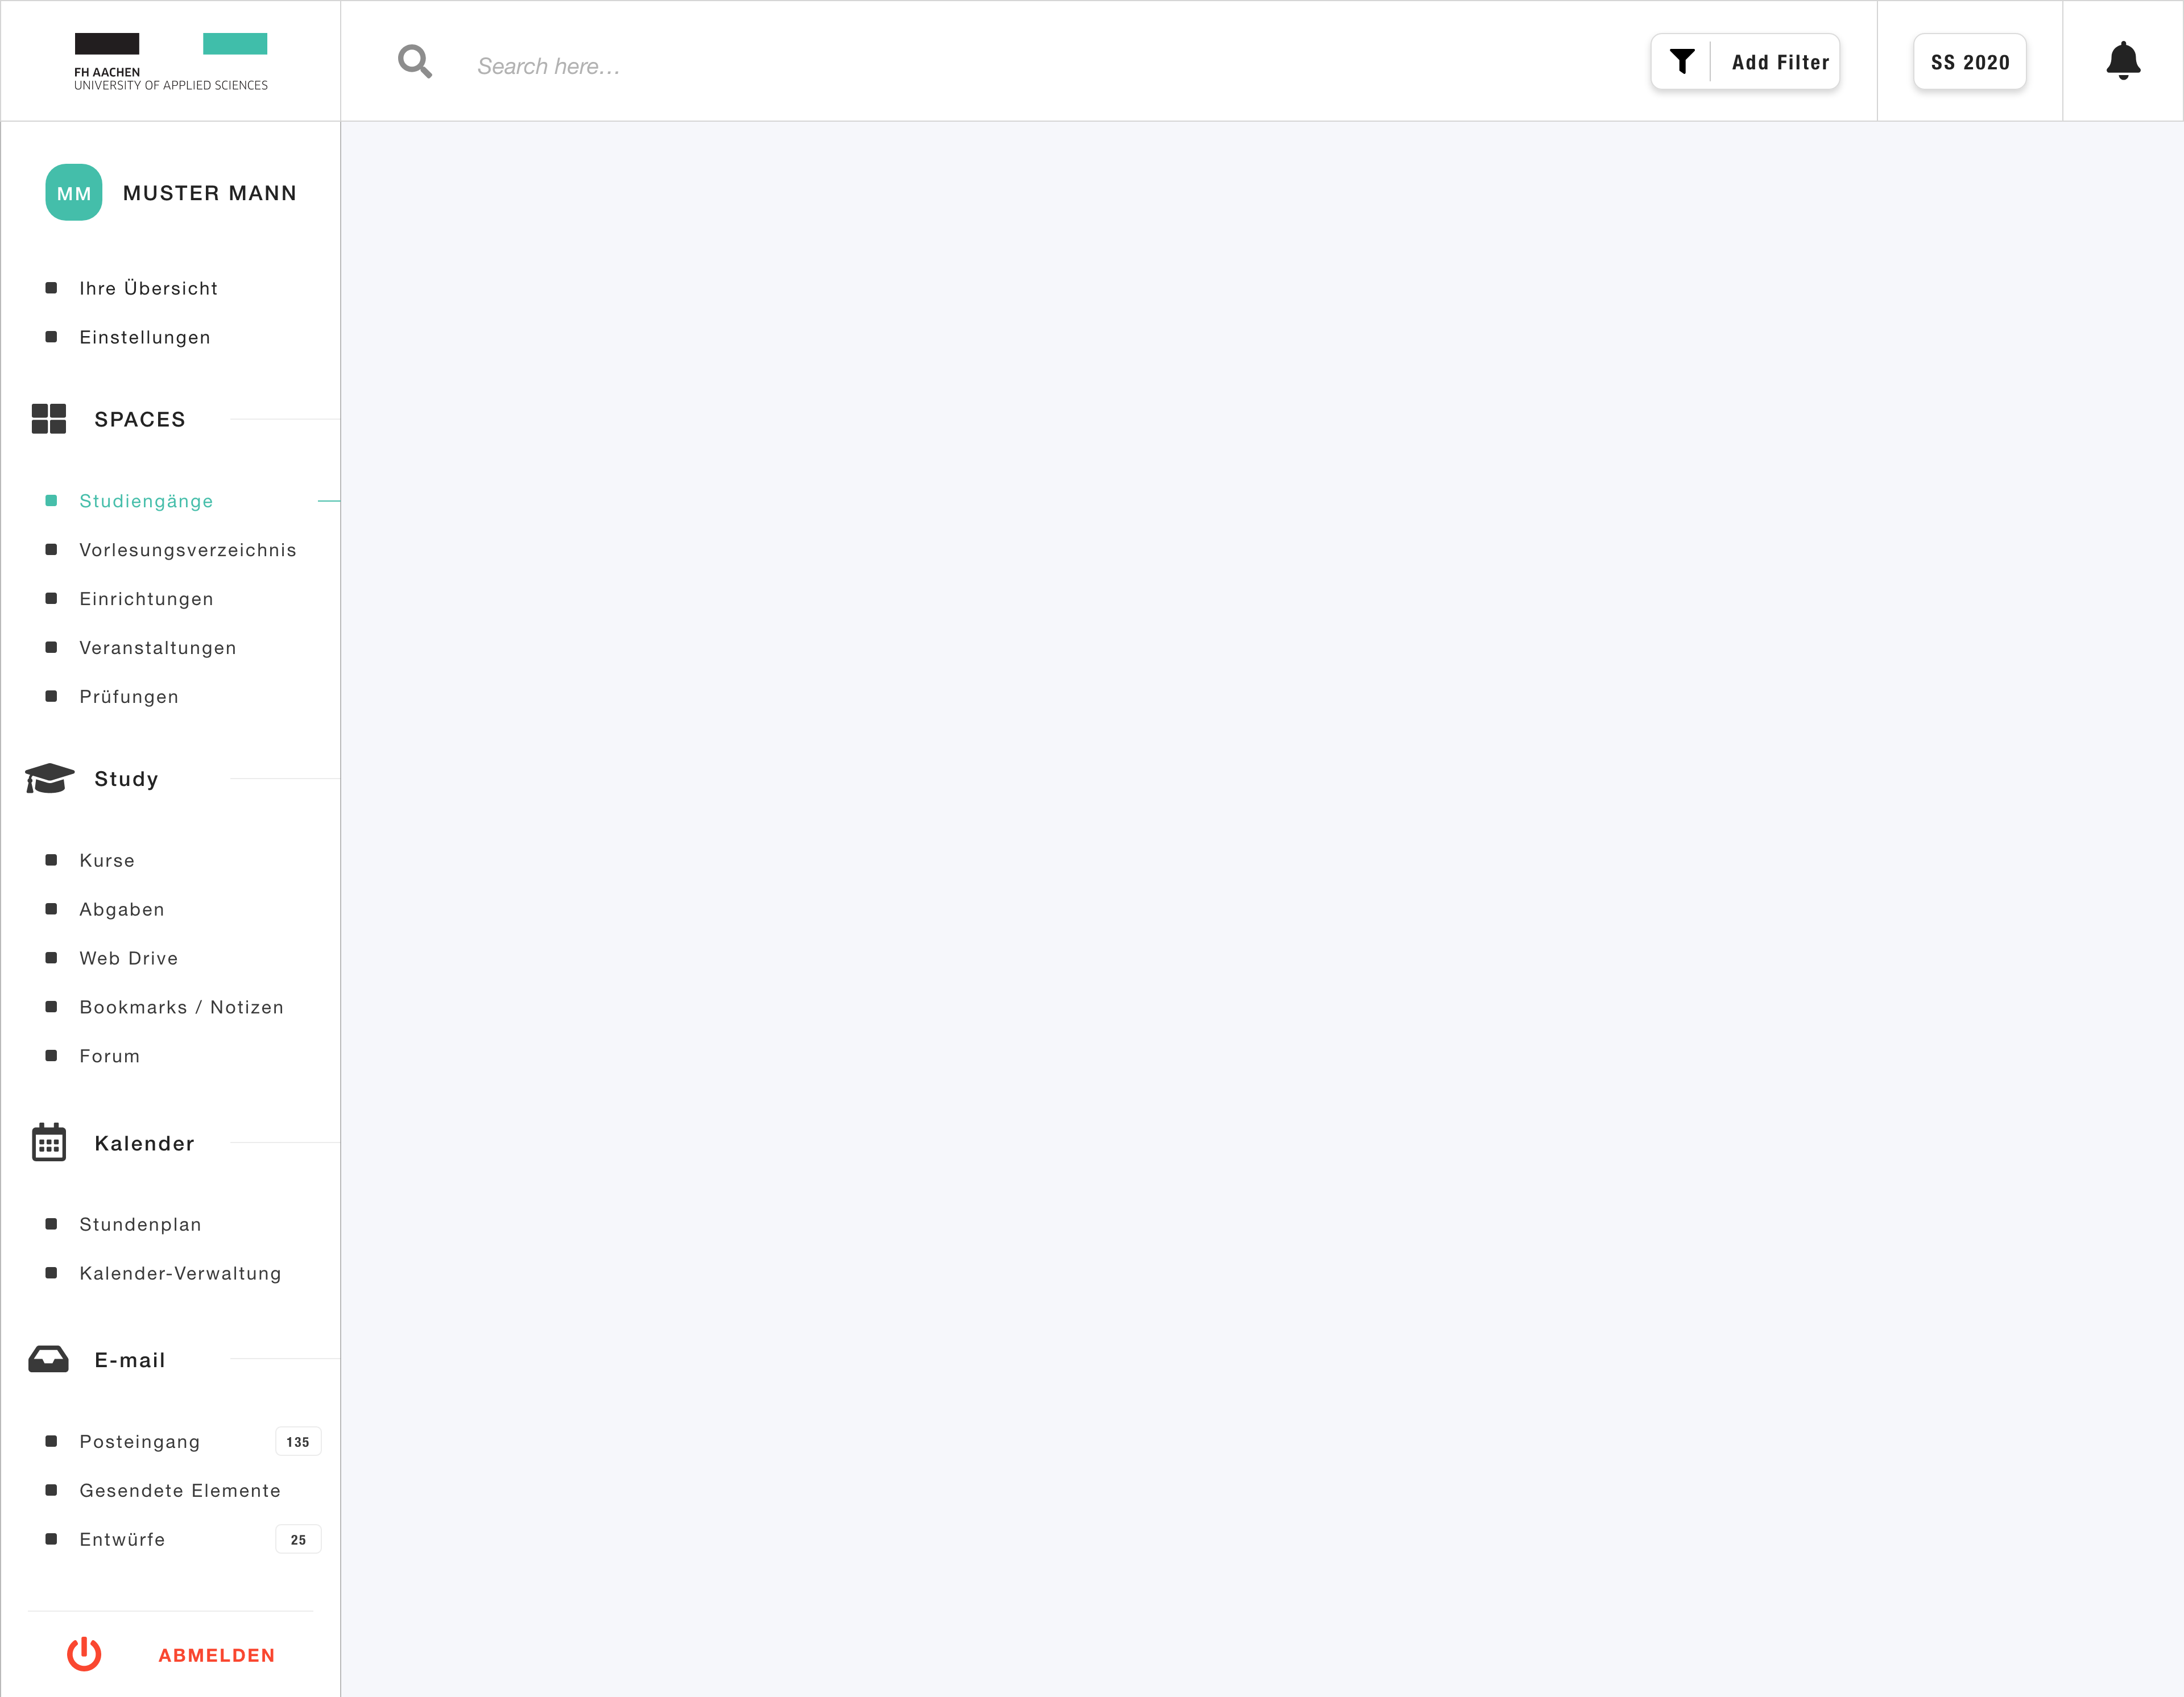 FH AACHEN
UNIVERSITY OF APPLIED SCIENCES
Search here...
Add Filter
SS 2020
MM
MUSTER MANN
Ihre Übersicht
Einstellungen
SPACES
Studiengänge
Vorlesungsverzeichnis
Einrichtungen
Veranstaltungen
Prüfungen
Study
Kurse
Abgaben
Web Drive
Bookmarks / Notizen
Forum
Kalender
Stundenplan
Kalender-Verwaltung
E-mail
Posteingang 135
Gesendete Elemente
Entwürfe 25
ABMELDEN